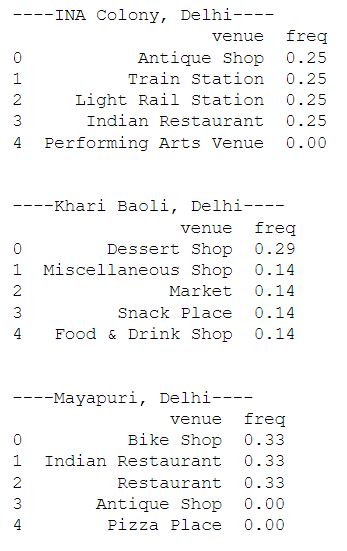 ----INA Colony, Delhi----
venue freq
0 Antique Shop 0.25
1 Train Station 0.25
2 Light Rail Station 0.25
3 Indian Restaurant 0.25
4 Performing Arts Venue 0.00
----Khari Baoli, Delhi----
venue freq
0 Dessert Shop 0.29
1 Miscellaneous Shop 0.14
2 Market 0.14
3 Snack Place 0.14
4 Food & Drink Shop 0.14
----Mayapuri, Delhi----
venue freq
0 Bike Shop 0.33
1 Indian Restaurant 0.33
2 Restaurant 0.33
3 Antique Shop 0.00
4 Pizza Place 0.00